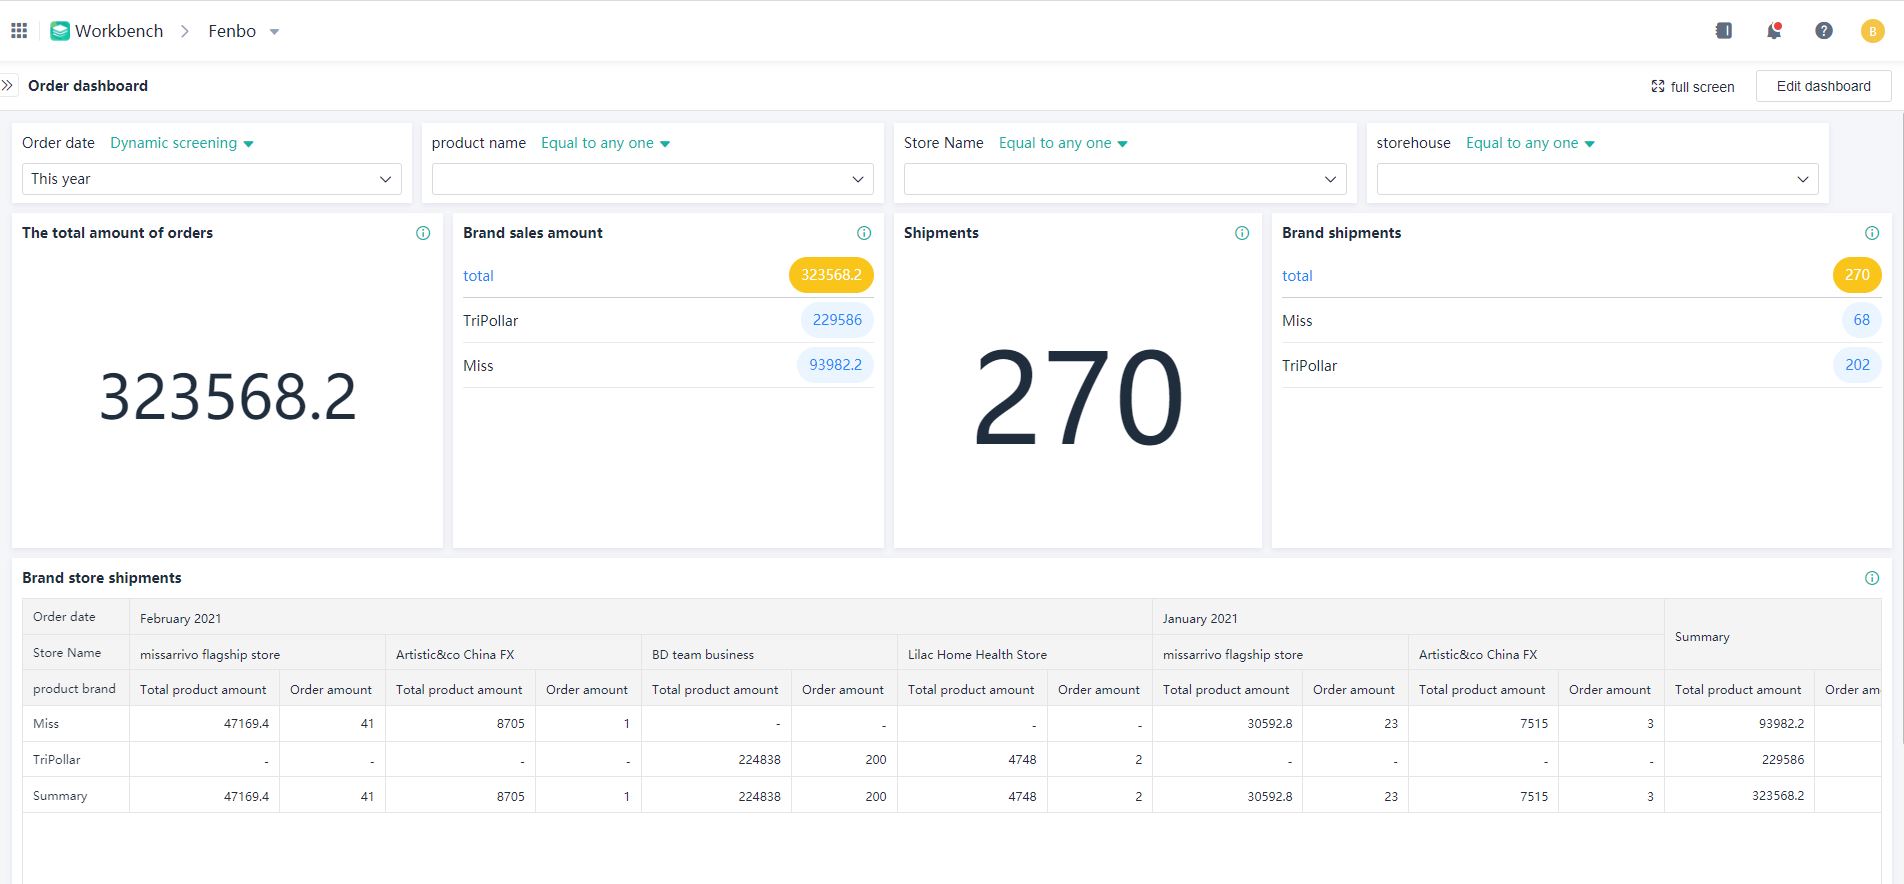 Workbench Fenbo B
Order dashboard full screen Edit dashboard
Order date Dynamic screening product name Equal to any one Store Name Equal to any one storehouse Equal to any one
This year
The total amount of orders
323568.2
Brand sales amount
total 323568.2
TriPollar 229586
Miss 93982.2
Shipments
270
Brand shipments
total 270
Miss 68
TriPollar 202
Brand store shipments
Order date February 2021 January 2021 Summary
Store Name missarrivo flagship store Artistic&co China FX BD team business Lilac Home Health Store missarrivo flagship store Artistic&co China FX
product brand Total product amount Order amount Total product amount Order amount Total product amount Order amount Total product amount Order amount Total product amount Order amount Total product amount Order amount Total product amount Order am
Miss 47169.4 41 8705 1 - - - - 30592.8 23 7515 3 93982.2
TriPollar - - - - 224838 200 4748 2 - - - - 229586
Summary 47169.4 41 8705 1 224838 200 4748 2 30592.8 23 7515 3 323568.2